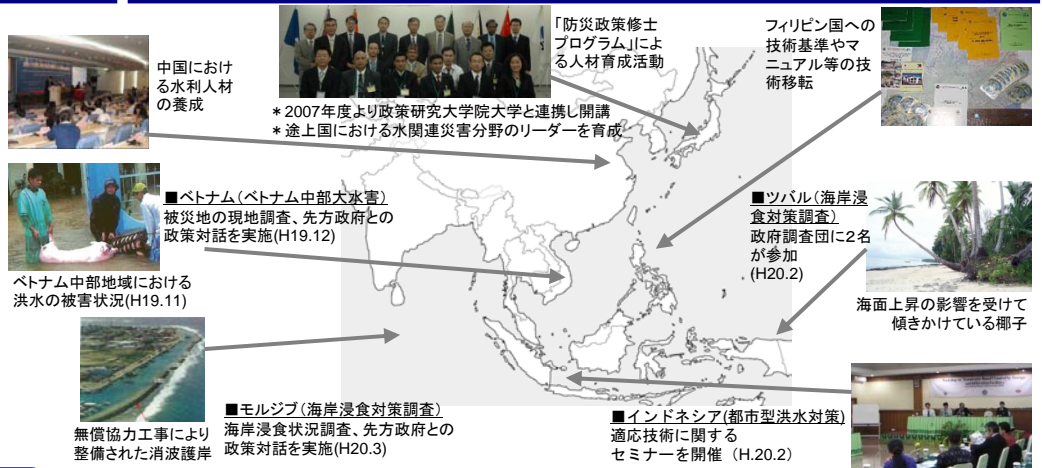 中国におけ
る水利人材
の養成
「防災政策修士
プログラム」によ
る人材育成活動
フィリピン国への
技術基準やマ
ニュアル等の技
術移転
*2007年度より政策研究大学院大学と連携し開講
*途上国における水関連災害分野のリーダーを育成
■ベトナム(ベトナム中部大水害)
被災地の現地調査、先方政府との
政策対話を実施(H19.12)
■ツバル(海岸浸
食対策調査)
政府調査団に2名
が参加
(H20.2)
ベトナム中部地域における
洪水の被害状況(H19.11)
海面上昇の影響を受けて
傾きかけている椰子
無償協力工事により
整備された消波護岸
■モルジブ(海岸浸食対策調査)
海岸浸食状況調査、先方政府との
政策対話を実施(H20.3)
■インドネシア(都市型洪水対策)
適応技術に関する
セミナーを開催 (H.20.2)